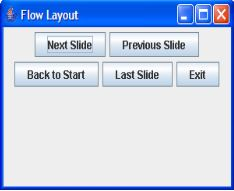 Flow Layout
Next Slide Previous Slide
Back to Start Last Slide Exit